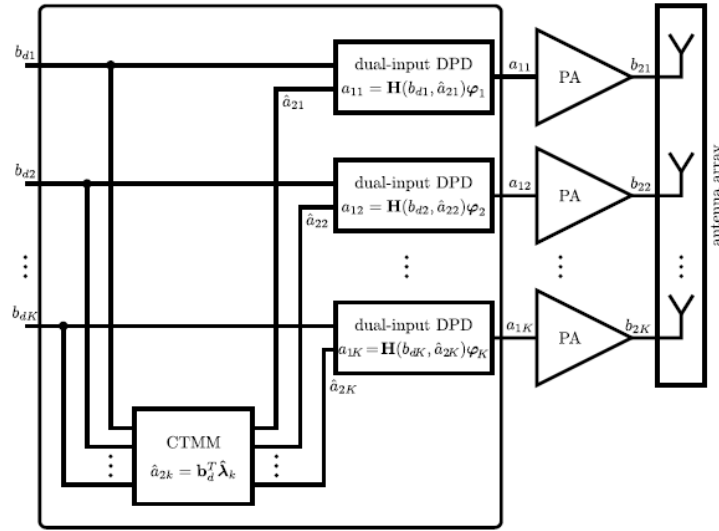 b_{d1}
dual-input DPD
a_{11} = H(b_{d1}, â_{21})φ_1
â_{21}
a_{11}
PA
b_{21}
b_{d2}
dual-input DPD
a_{12} = H(b_{d2}, â_{22})φ_2
â_{22}
a_{12}
PA
b_{22}
antenna array
b_{dK}
dual-input DPD
a_{1K} = H(b_{dK}, â_{2K})φ_K
â_{2K}
a_{1K}
PA
b_{2K}
CTMM
â_{2k} = b_d^T λ̂_k